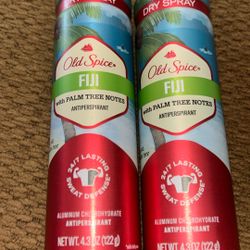 DRY SPRAY
Old Spice
FIJI
with PALM TREE NOTES
ANTIPERSPIRANT
24/7 LASTING
SWEAT DEFENSE
ALUMINUM CHLOROHYDRATE
ANTIPERSPIRANT
NET WT. 4.3 OZ (122 g)
DRY SPRAY
Old Spice
FIJI
with PALM TREE NOTES
ANTIPERSPIRANT
24/7 LASTING
SWEAT DEFENSE
ALUMINUM CHLOROHYDRATE
ANTIPERSPIRANT
NET WT. 4.3 OZ (122 g)